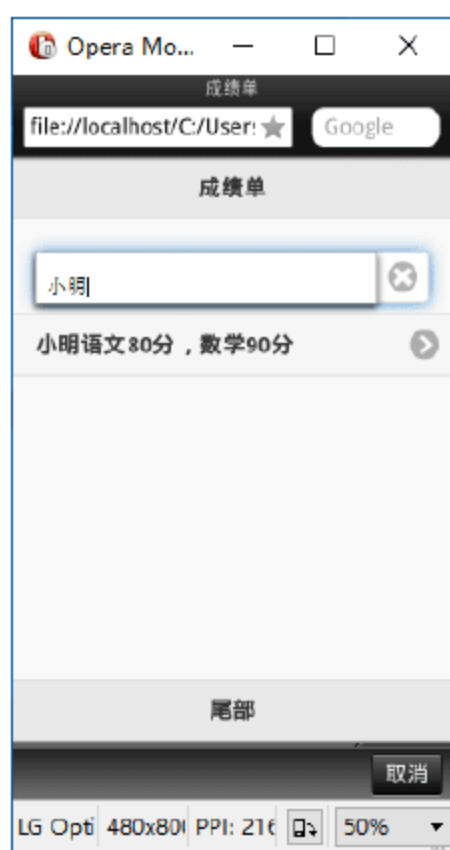 Opera Mo...
成绩单
file://localhost/C:/User
Google
成绩单
小明
小明语文80分，数学90分
尾部
取消
LG Opti 480x80 PPI: 216 50%